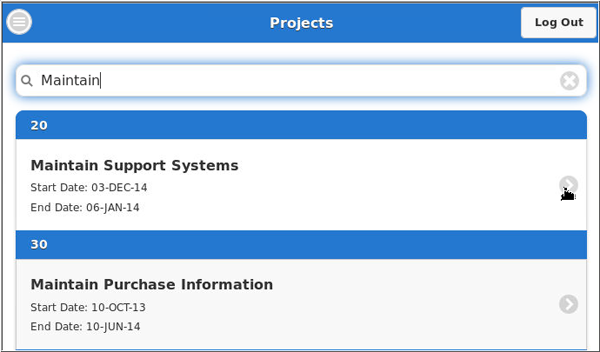 Projects
Log Out
Maintain
20
Maintain Support Systems
Start Date: 03-DEC-14
End Date: 06-JAN-14
30
Maintain Purchase Information
Start Date: 10-OCT-13
End Date: 10-JUN-14